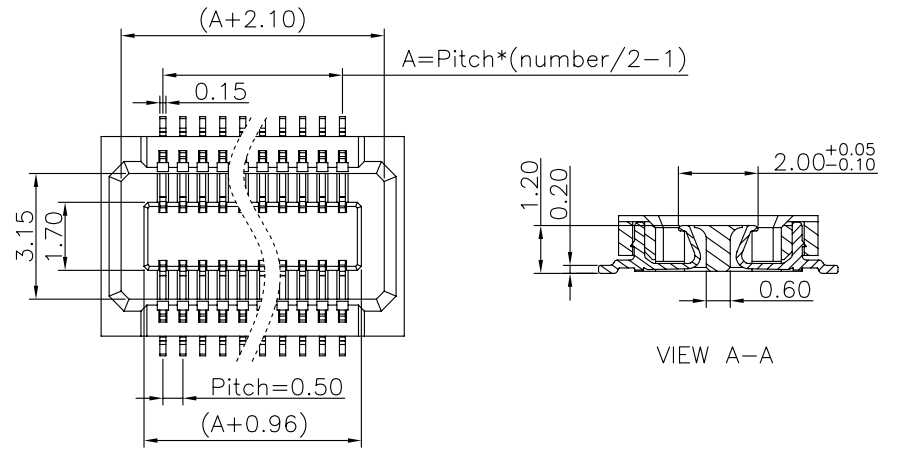 (A+2.10)
A=Pitch*(number/2-1)
0.15
3.15
1.70
Pitch=0.50
(A+0.96)
1.20
0.20
2.00 +0.05 -0.10
0.60
VIEW A-A